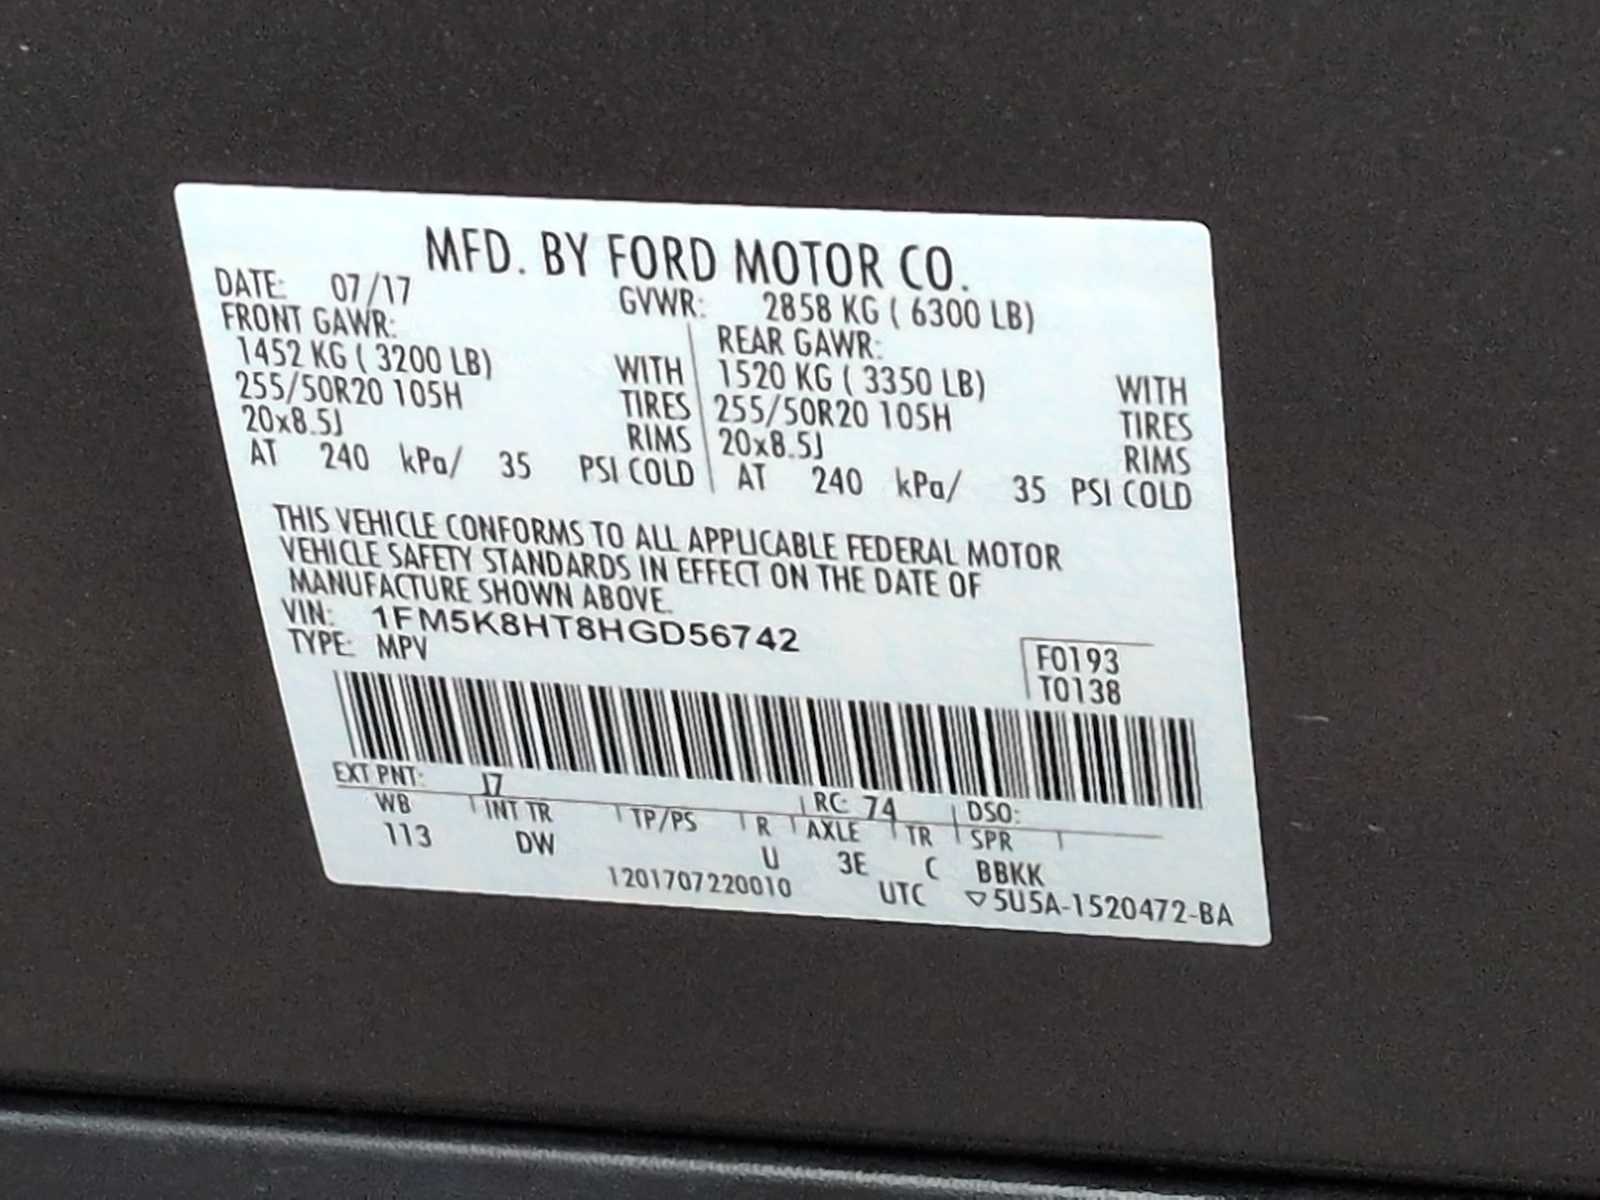 MFD. BY FORD MOTOR CO.
DATE: 07/17 GVWR: 2858 KG ( 6300 LB)
FRONT GAWR: REAR GAWR:
1452 KG ( 3200 LB) WITH 1520 KG ( 3350 LB) WITH
255/50R20 105H TIRES 255/50R20 105H TIRES
20x8.5J RIMS 20x8.5J RIMS
AT 240 kPa/ 35 PSI COLD AT 240 kPa/ 35 PSI COLD
THIS VEHICLE CONFORMS TO ALL APPLICABLE FEDERAL MOTOR
VEHICLE SAFETY STANDARDS IN EFFECT ON THE DATE OF
MANUFACTURE SHOWN ABOVE.
VIN: 1FM5K8HT8HGD56742
TYPE: MPV
F0193
T0138
EXT PNT: J7 RC: 74 DSO:
WB INT TR TP/PS R AXLE TR SPR
113 DW U 3E C BBKK
1201707220010 UTC ▽5U5A-1520472-BA